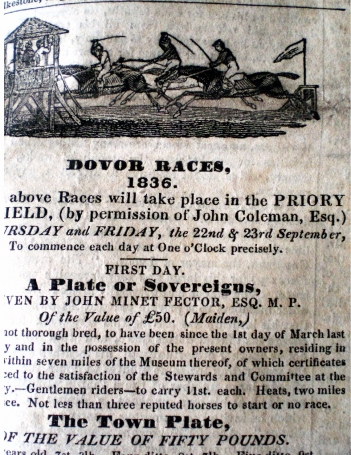 DOVOR RACES,
1836.
above Races will take place in the PRIORY
IELD, (by permission of John Coleman, Esq.)
URSDAY and FRIDAY, the 22nd & 23rd September,
To commence each day at One o'Clock precisely.
FIRST DAY.
A Plate or Sovereigns,
VEN BY JOHN MINET FECTOR, ESQ. M. P.
Of the Value of £50. (Maiden,)
not thorough bred, to have been since the 1st day of March last
y and in the possession of the present owners, residing in
within seven miles of the Museum thereof, of which certificates
ced to the satisfaction of the Stewards and Committee at the
y.—Gentlemen riders—to carry 11st. each. Heats, two miles
ce. Not less than three reputed horses to start or no race.
The Town Plate,
OF THE VALUE OF FIFTY POUNDS.